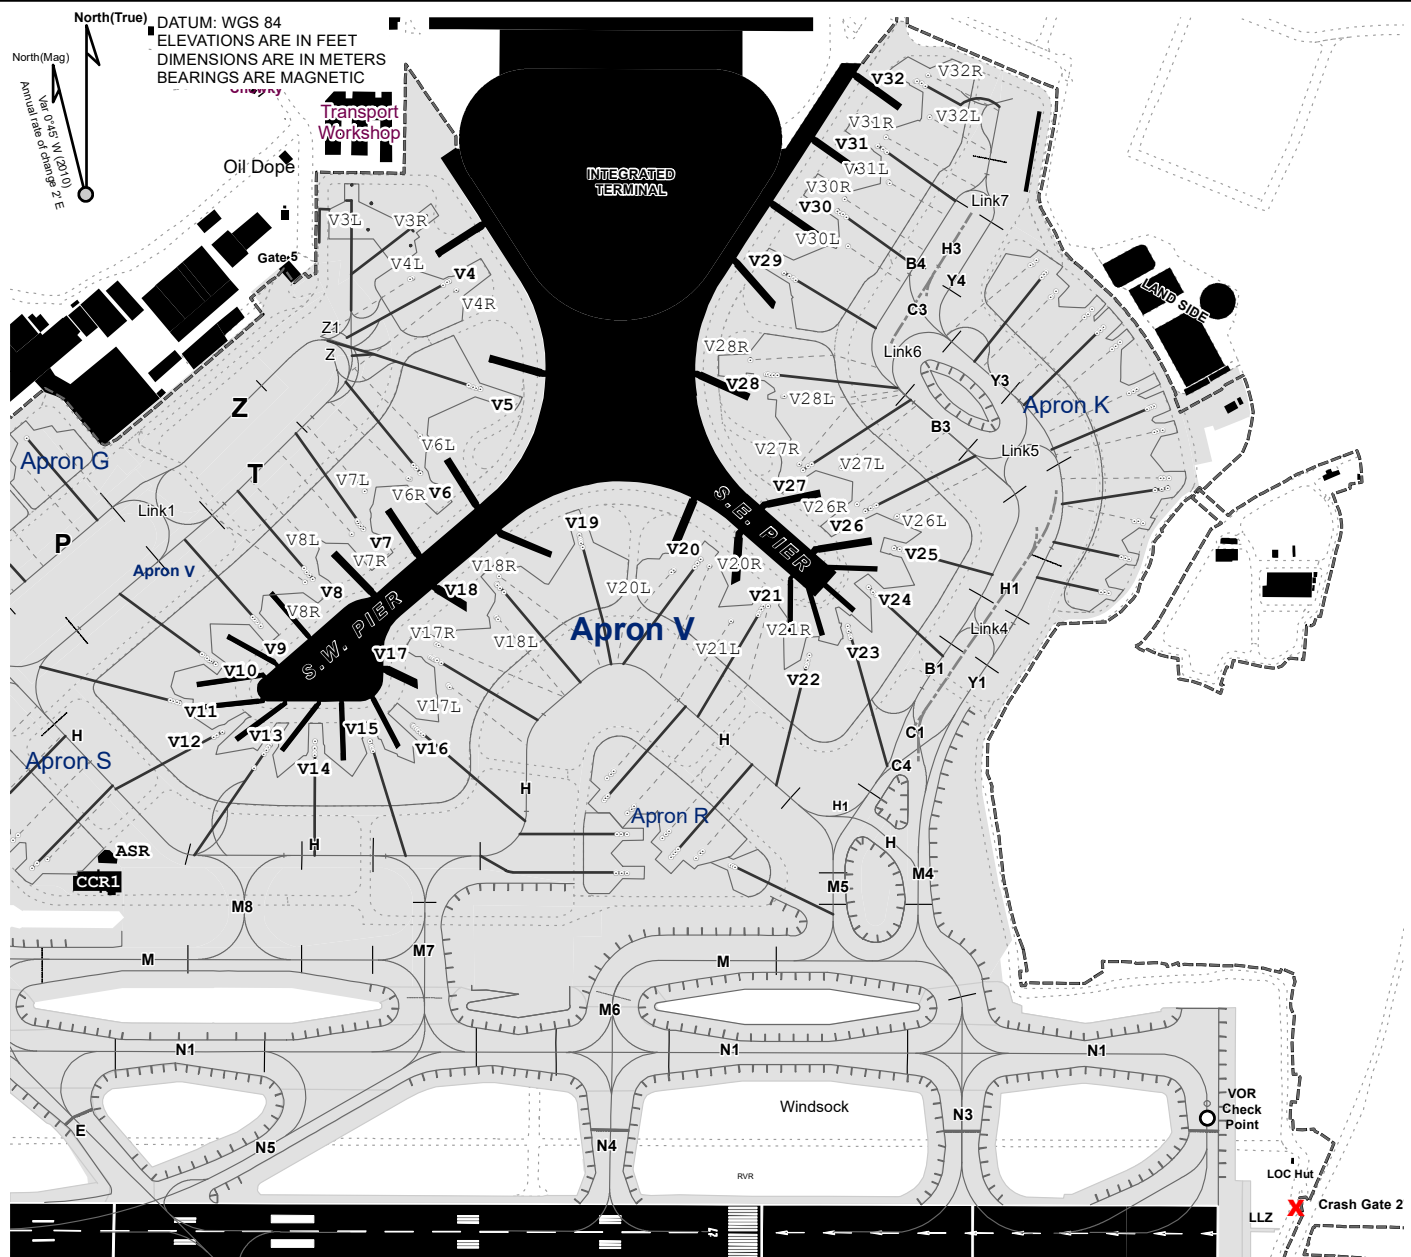 North(True)
DATUM: WGS 84
ELEVATIONS ARE IN FEET
DIMENSIONS ARE IN METERS
BEARINGS ARE MAGNETIC
North(Mag)
Var 0°45' W (2010)
Annual rate of change 2' E
Transport
Workshop
Oil Dope
INTEGRATED
TERMINAL
V32
V32R
V32L
V31R
V31
V31L
V30R
V30
V30L
Link7
V3L
V3R
Gate 5
V4L
V4
V4R
V29
H3
B4
Y4
C3
LAND SIDE
Z1
Z
V28R
Link6
V28
V28L
Y3
Apron K
V5
Z
B3
Apron G
T
V6L
V27R
V27L
Link5
V7L
V6R
V6
V27
V26R
V26
V26L
Link1
P
V7
V19
S.E. PIER
V8L
V7R
V20
V20R
V25
Apron V
V18R
V8
V18
V20L
V21
V24
H1
V8R
S.W. PIER
V17R
V18L
Apron V
V21R
Link4
V9
V17
V21L
V23
V10
V22
B1
Y1
V11
V17L
V13
V15
V12
V16
H
H
C1
Apron S
V14
C4
H
Apron R
H1
H
H
ASR
CCR1
M5
M4
M8
M7
M
M
M6
N1
N1
N1
VOR
Check
Point
Windsock
E
N5
N4
N3
RVR
LOC Hut
Crash Gate 2
LLZ
X
27